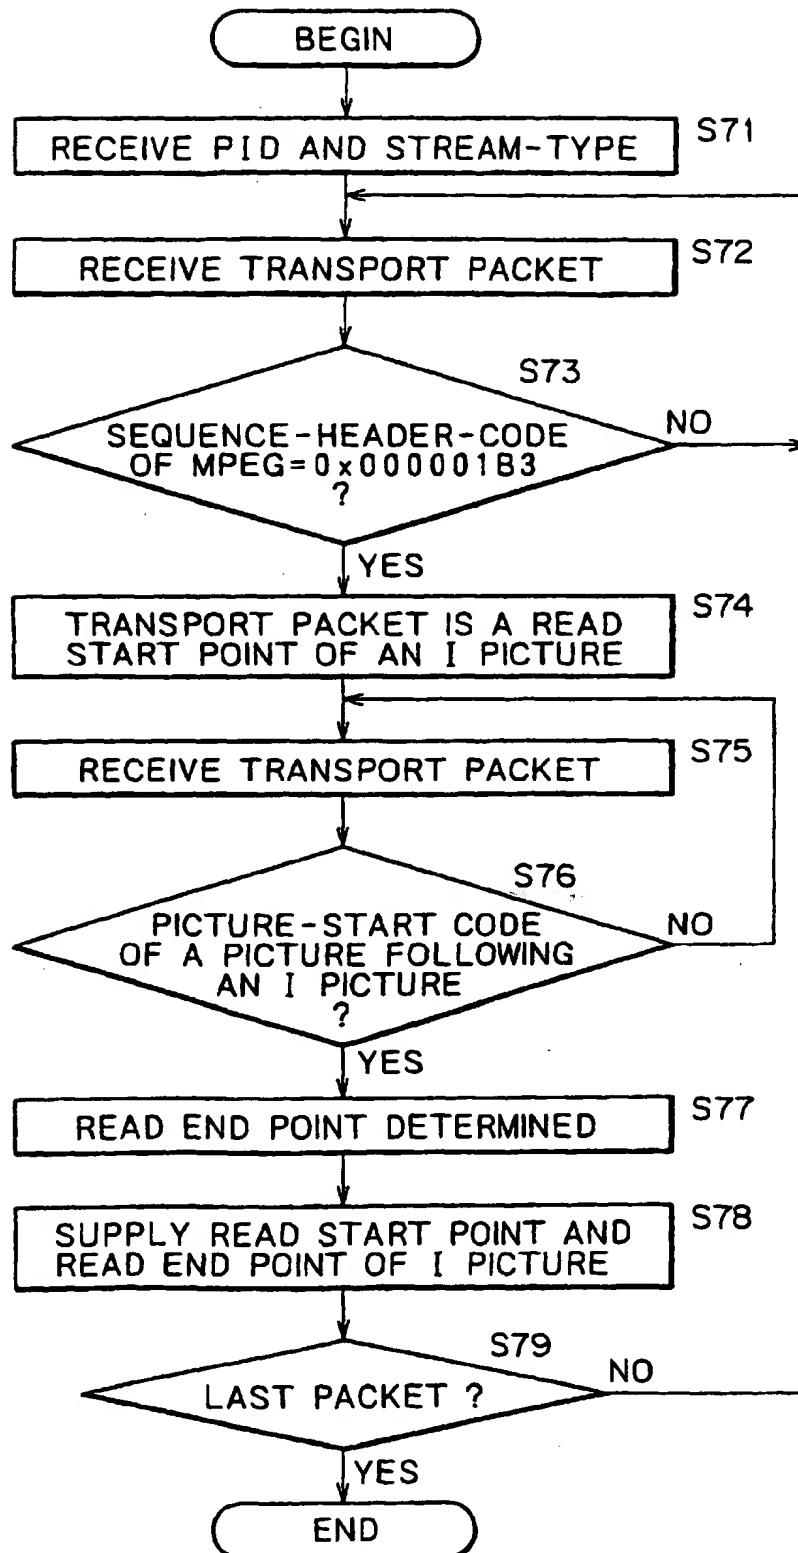 BEGIN
RECEIVE PID AND STREAM-TYPE
S71
RECEIVE TRANSPORT PACKET
S72
S73
SEQUENCE-HEADER-CODE
OF MPEG=0x000001B3
?
NO
YES
TRANSPORT PACKET IS A READ
START POINT OF AN I PICTURE
S74
RECEIVE TRANSPORT PACKET
S75
S76
PICTURE-START CODE
OF A PICTURE FOLLOWING
AN I PICTURE
?
NO
YES
READ END POINT DETERMINED
S77
SUPPLY READ START POINT AND
READ END POINT OF I PICTURE
S78
S79
LAST PACKET ?
NO
YES
END